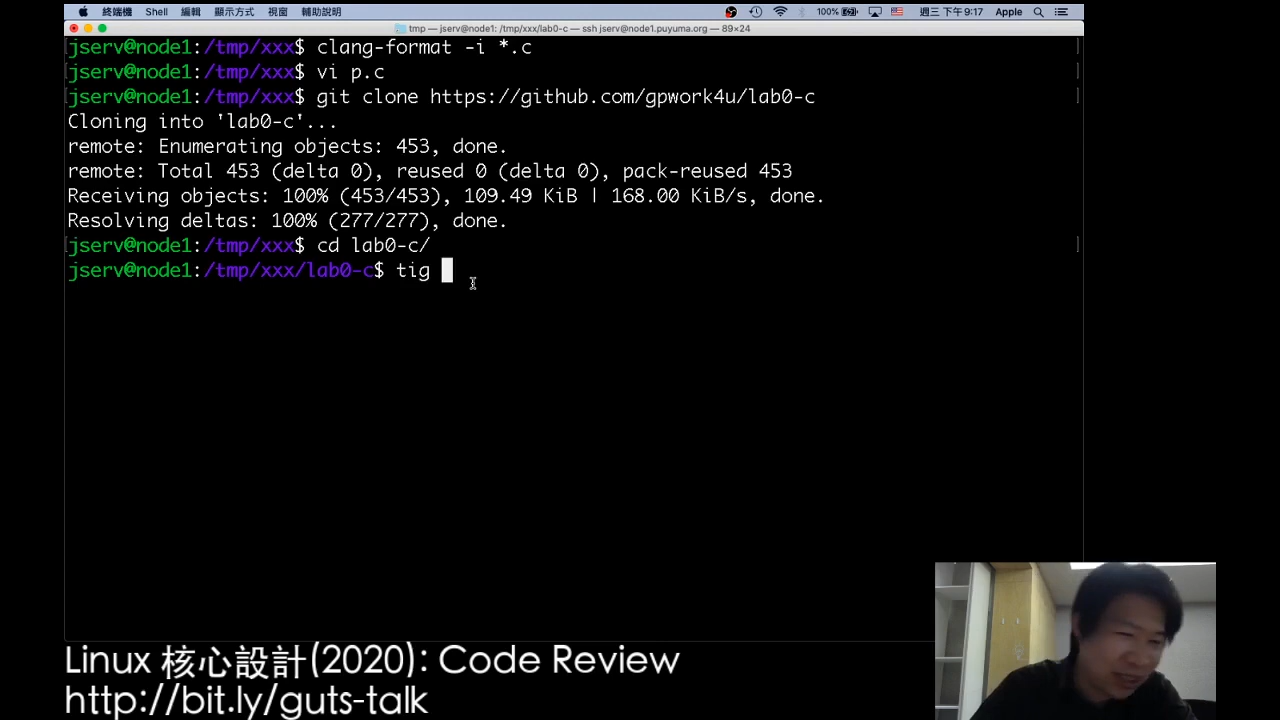 終端機 Shell 編輯 顯示方式 視窗 輔助說明 100% 週三下午9:17 Apple
tmp — jserv@node1: /tmp/xxx/lab0-c — ssh jserv@node1.puyuma.org — 89×24
jserv@node1:/tmp/xxx$ clang-format -i *.c
jserv@node1:/tmp/xxx$ vi p.c
jserv@node1:/tmp/xxx$ git clone https://github.com/gpwork4u/lab0-c
Cloning into 'lab0-c'...
remote: Enumerating objects: 453, done.
remote: Total 453 (delta 0), reused 0 (delta 0), pack-reused 453
Receiving objects: 100% (453/453), 109.49 KiB | 168.00 KiB/s, done.
Resolving deltas: 100% (277/277), done.
jserv@node1:/tmp/xxx$ cd lab0-c/
jserv@node1:/tmp/xxx/lab0-c$ tig
Linux 核心設計(2020): Code Review
http://bit.ly/guts-talk